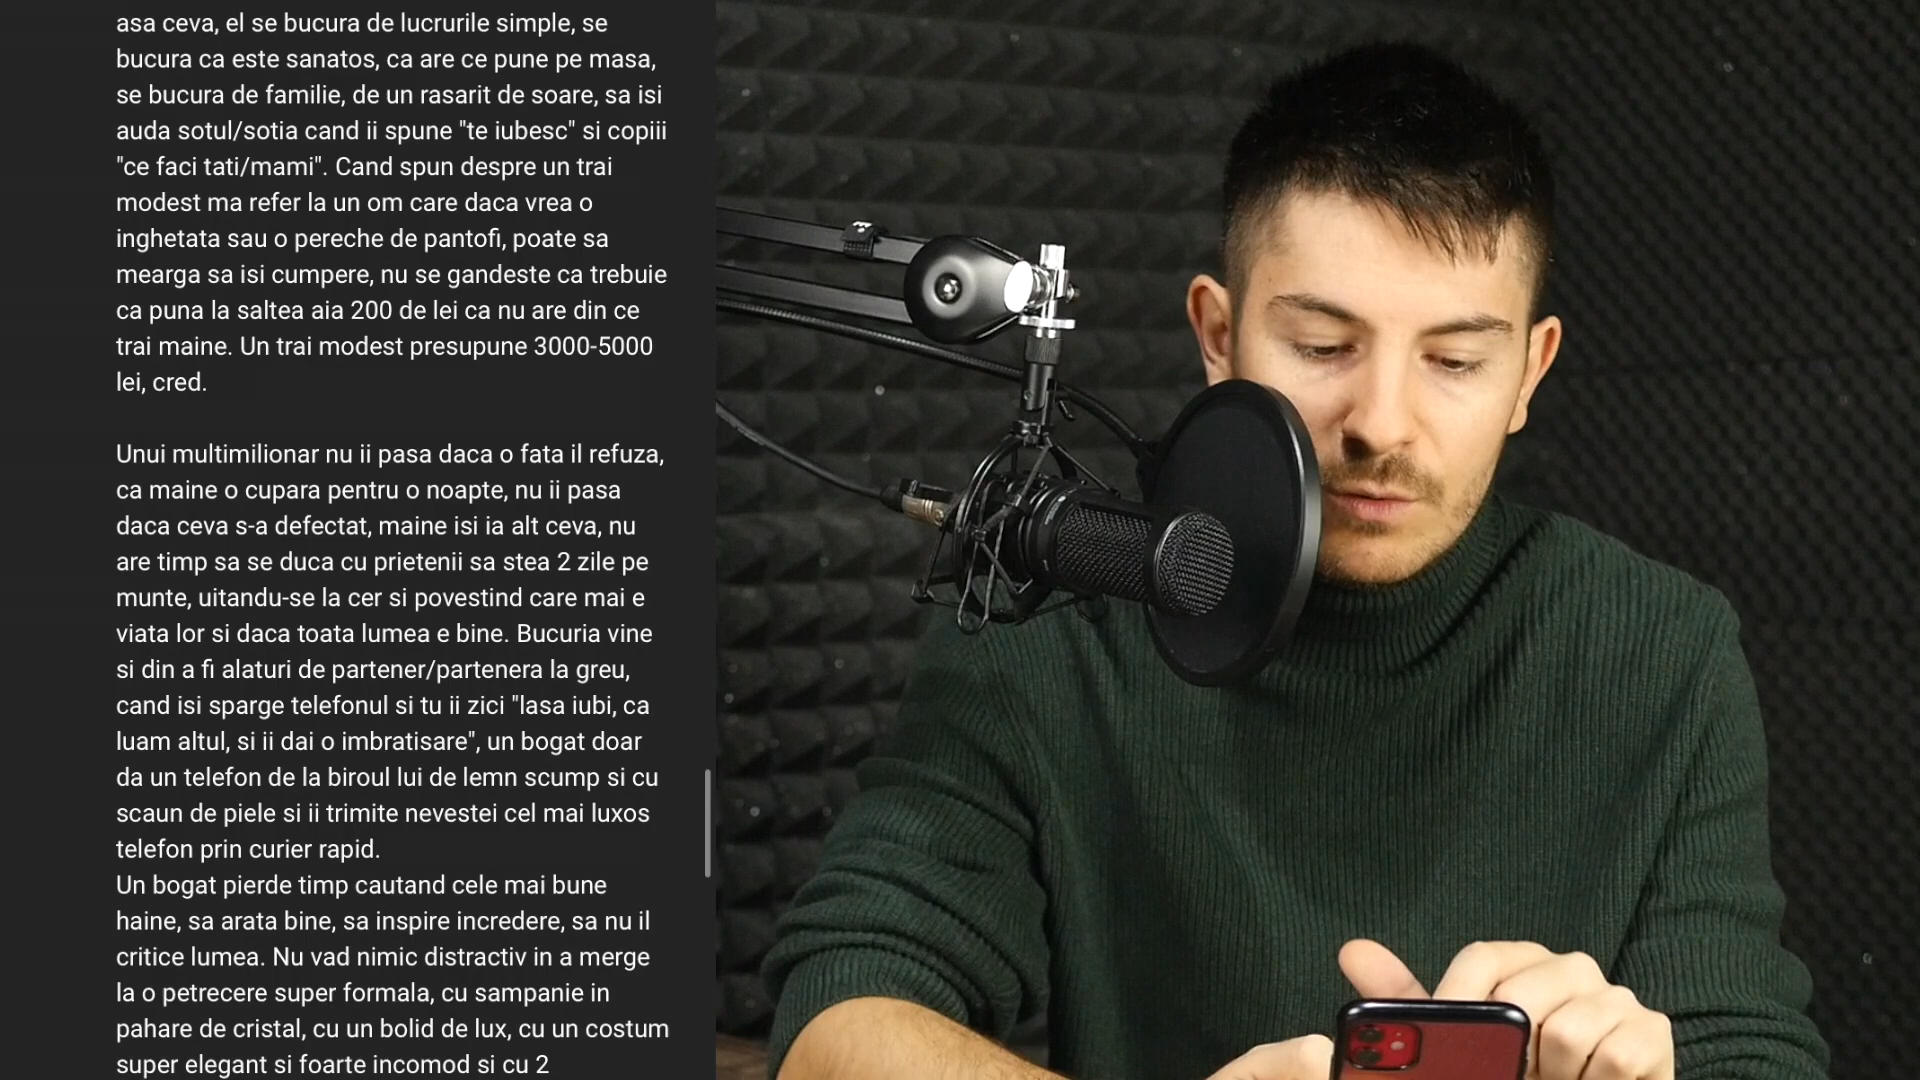 asa ceva, el se bucura de lucrurile simple, se
bucura ca este sanatos, ca are ce pune pe masa,
se bucura de familie, de un rasarit de soare, sa isi
auda sotul/sotia cand ii spune "te iubesc" si copiii
"ce faci tati/mami". Cand spun despre un trai
modest ma refer la un om care daca vrea o
inghetata sau o pereche de pantofi, poate sa
mearga sa isi cumpere, nu se gandeste ca trebuie
ca puna la saltea aia 200 de lei ca nu are din ce
trai maine. Un trai modest presupune 3000-5000
lei, cred.
Unui multimilionar nu ii pasa daca o fata il refuza,
ca maine o cupara pentru o noapte, nu ii pasa
daca ceva s-a defectat, maine isi ia alt ceva, nu
are timp sa se duca cu prietenii sa stea 2 zile pe
munte, uitandu-se la cer si povestind care mai e
viata lor si daca toata lumea e bine. Bucuria vine
si din a fi alaturi de partener/partenera la greu,
cand isi sparge telefonul si tu ii zici "lasa iubi, ca
luam altul, si ii dai o imbratisare", un bogat doar
da un telefon de la biroul lui de lemn scump si cu
scaun de piele si ii trimite nevestei cel mai luxos
telefon prin curier rapid.
Un bogat pierde timp cautand cele mai bune
haine, sa arata bine, sa inspire incredere, sa nu il
critice lumea. Nu vad nimic distractiv in a merge
la o petrecere super formala, cu sampanie in
pahare de cristal, cu un bolid de lux, cu un costum
super elegant si foarte incomod si cu 2